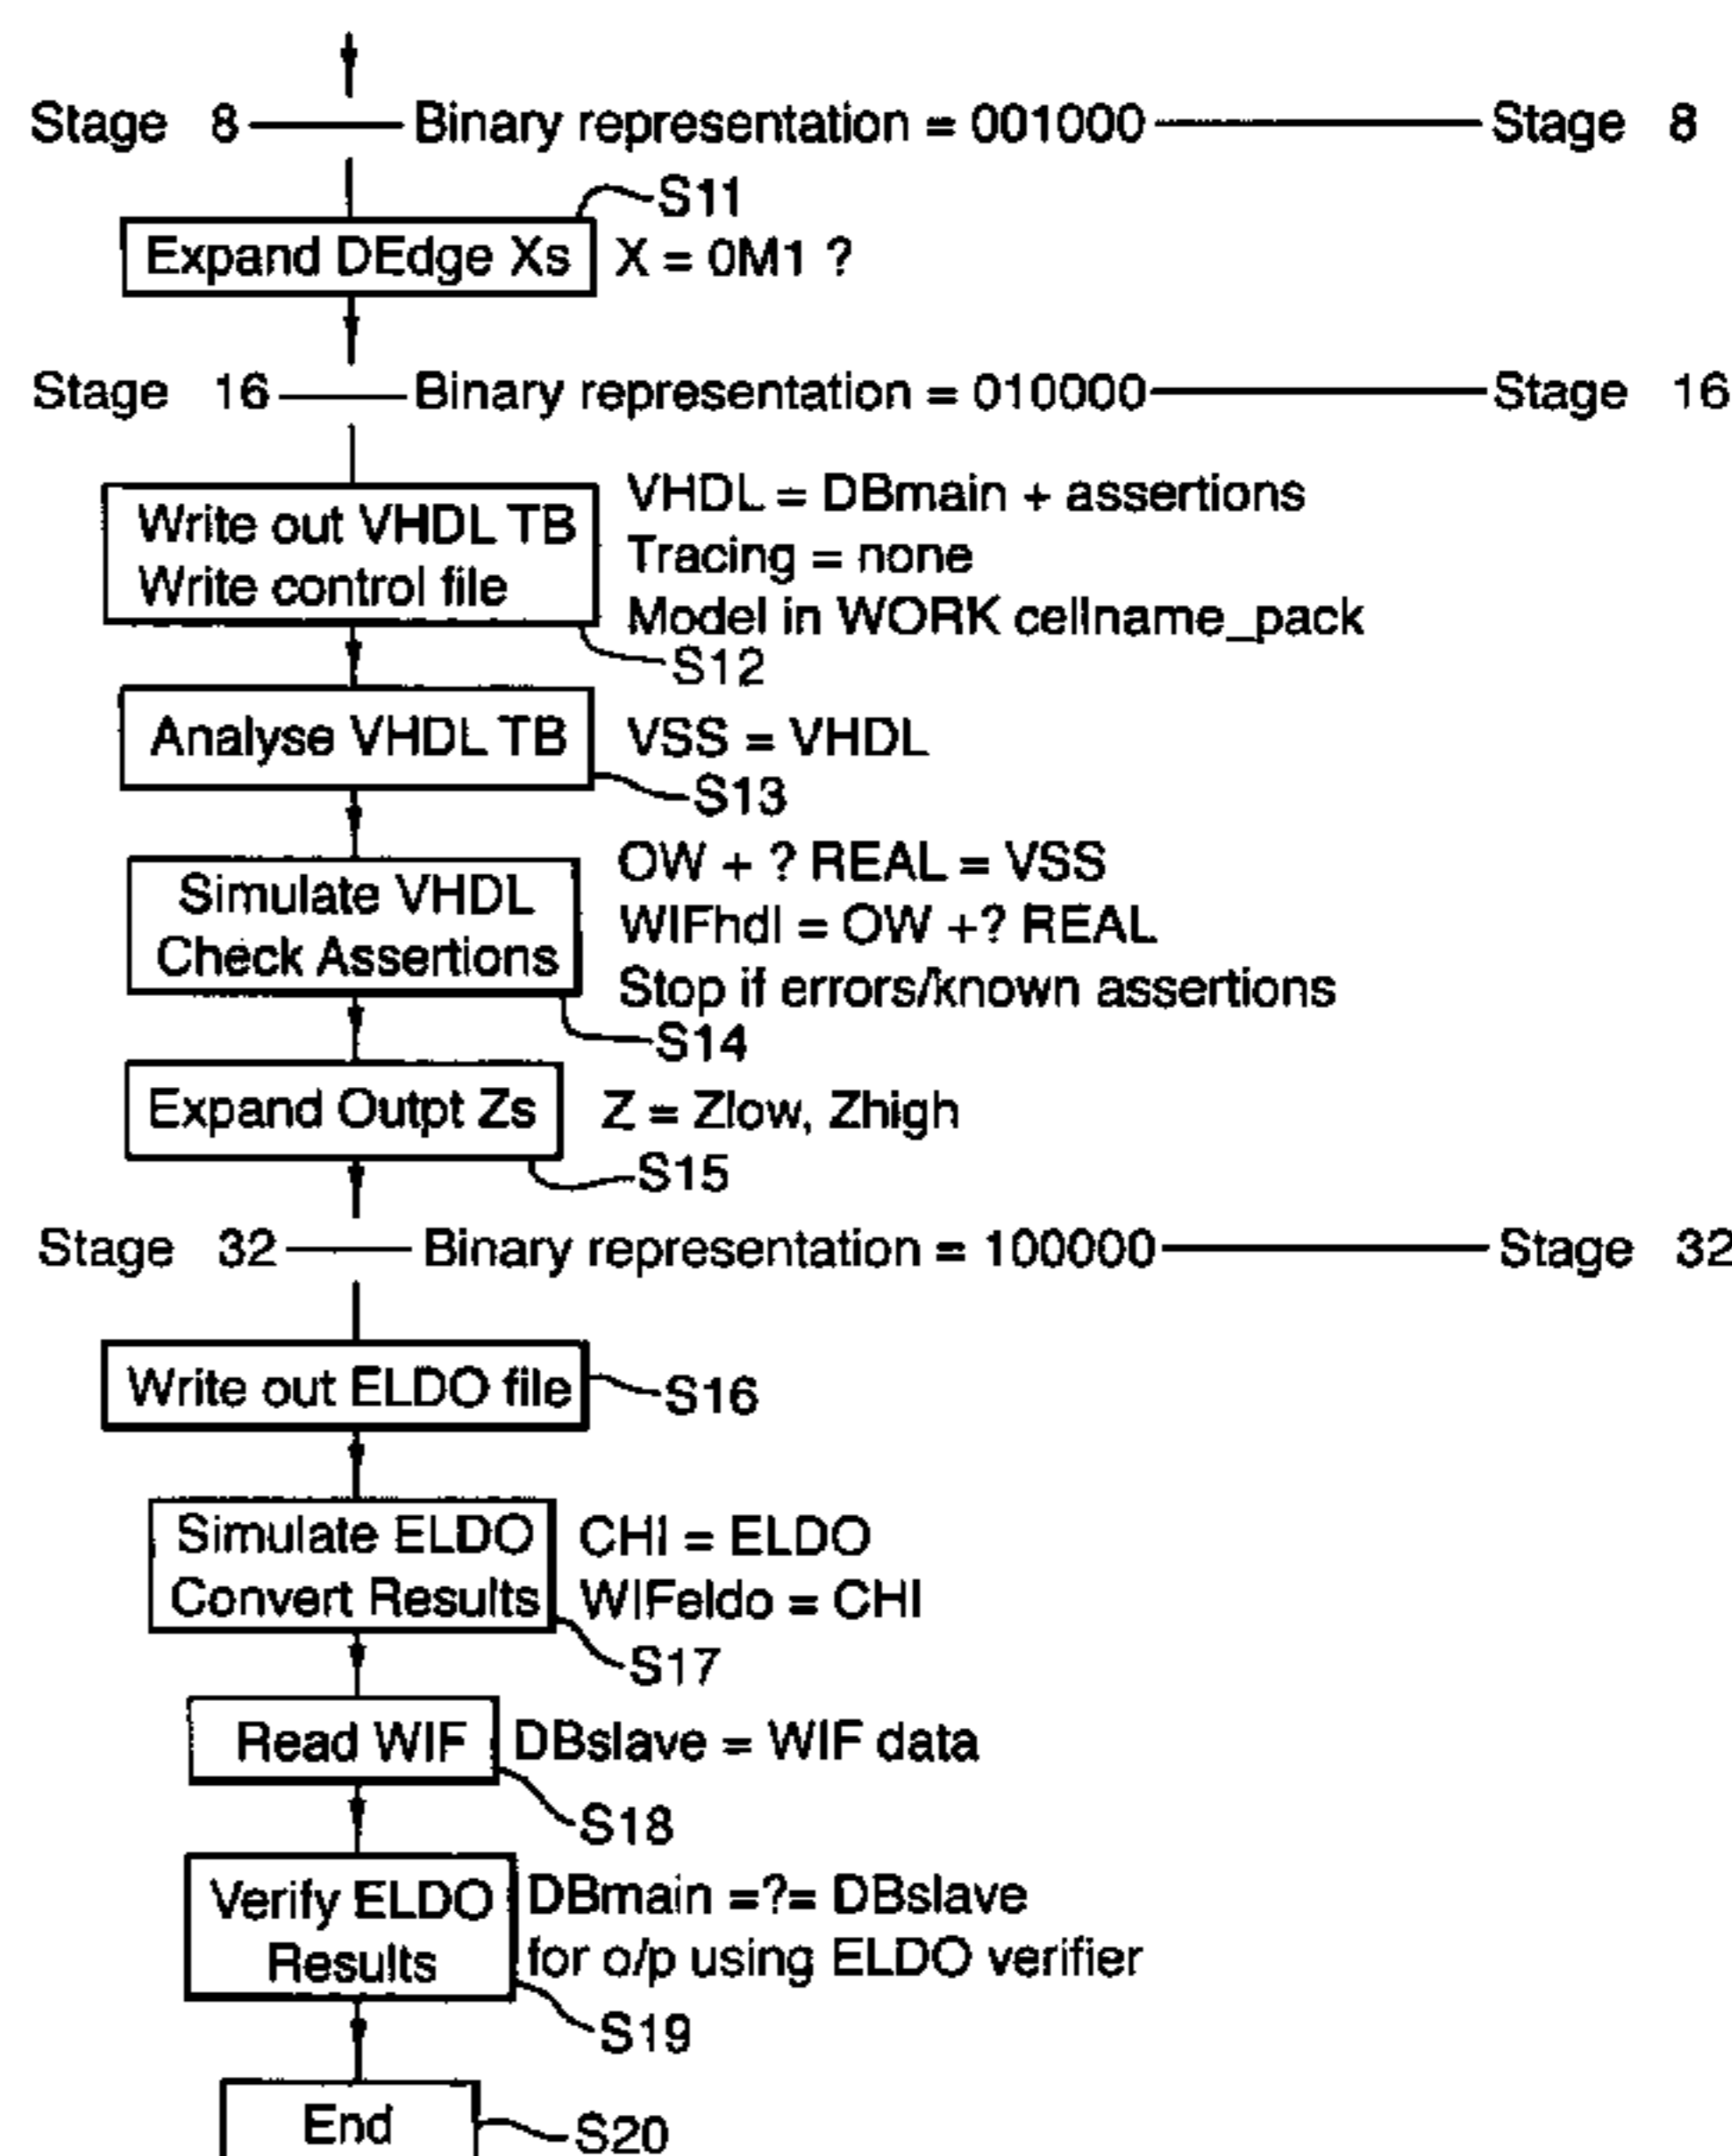 Stage 8 Binary representation = 001000 Stage 8
S11
Expand DEdge Xs X = 0M1 ?
Stage 16 Binary representation = 010000 Stage 16
Write out VHDL TB
Write control file
VHDL = DBmain + assertions
Tracing = none
Model in WORK cellname_pack
S12
Analyse VHDL TB VSS = VHDL
S13
Simulate VHDL
Check Assertions
OW + ? REAL = VSS
WIFhdl = OW +? REAL
Stop if errors/known assertions
S14
Expand Outpt Zs Z = Zlow, Zhigh
S15
Stage 32 Binary representation = 100000 Stage 32
Write out ELDO file S16
Simulate ELDO CHI = ELDO
Convert Results WIFeldo = CHI
S17
Read WIF DBslave = WIF data
S18
Verify ELDO DBmain =?= DBslave
Results for o/p using ELDO verifier
S19
End S20